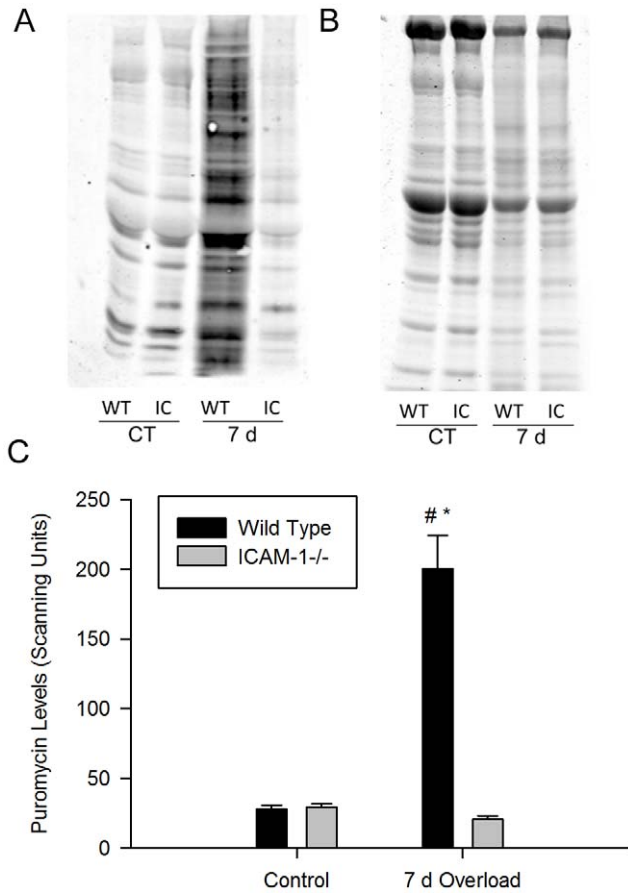 A
WT IC WT IC
CT 7 d
B
WT IC WT IC
CT 7 d
C
Puromycin Levels (Scanning Units)
250
200
150
100
50
0
Wild Type
ICAM-1-/-
# *
Control 7 d Overload